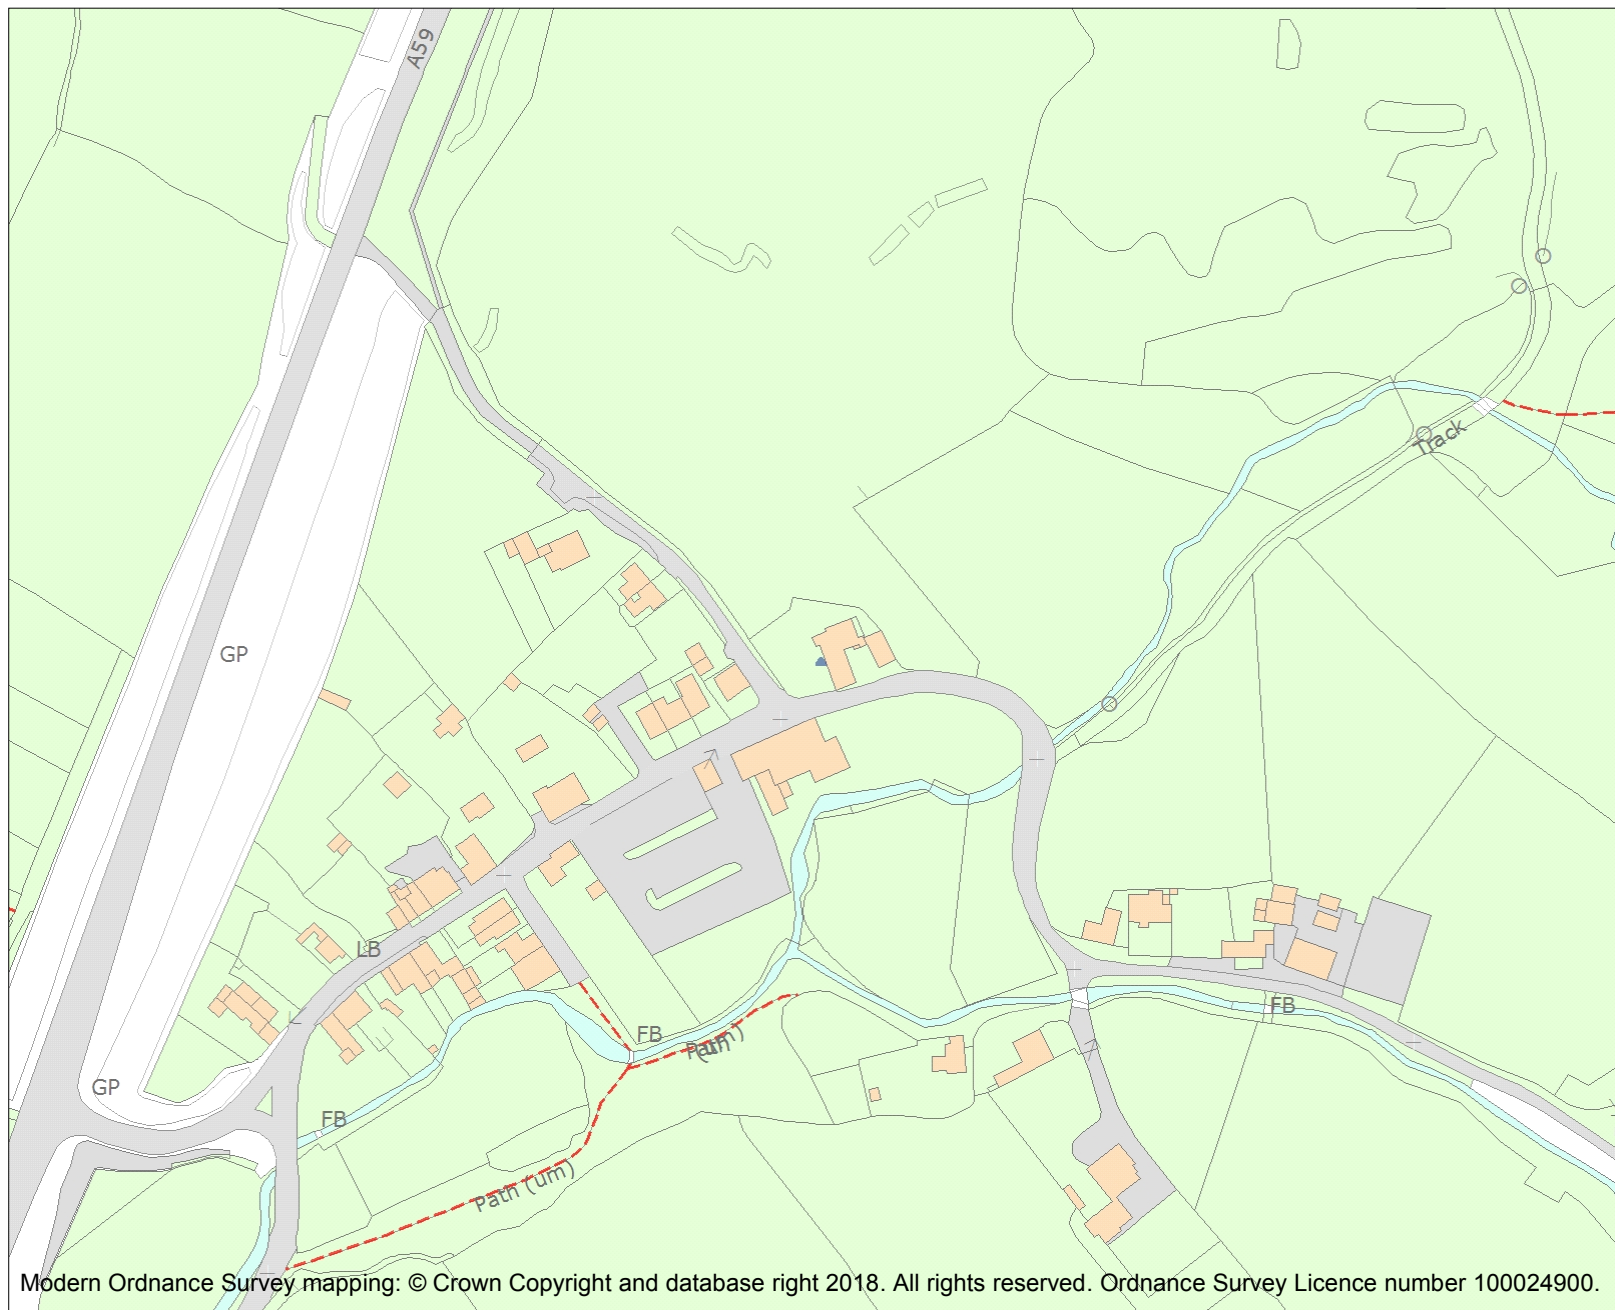 A59
Track
GP
LB
FB
Path (um)
FB
GP
FB
Path (um)
Modern Ordnance Survey mapping: © Crown Copyright and database right 2018. All rights reserved. Ordnance Survey Licence number 100024900.